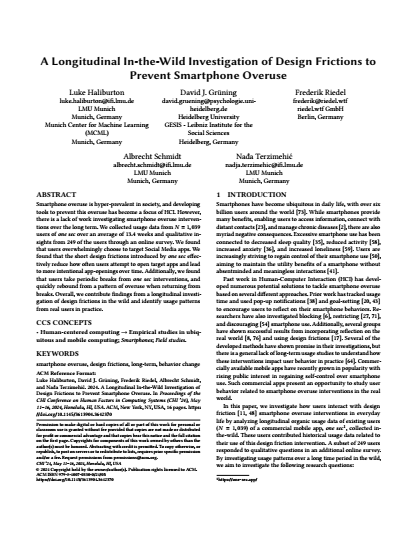 A Longitudinal In-the-Wild Investigation of Design Frictions to
Prevent Smartphone Overuse
Luke Haliburton
luke.haliburton@ifi.lmu.de
LMU Munich
Munich, Germany
Munich Center for Machine Learning
(MCML)
Munich, Germany
David J. Grüning
david.gruening@psychologie.uni-
heidelberg.de
Heidelberg University
GESIS - Leibniz Institute for the
Social Sciences
Heidelberg, Germany
Frederik Riedel
frederik@riedel.wtf
riedel.wtf GmbH
Berlin, Germany
Albrecht Schmidt
albrecht.schmidt@ifi.lmu.de
LMU Munich
Munich, Germany
Nađa Terzimehić
nadja.terzimehic@ifi.lmu.de
LMU Munich
Munich, Germany
ABSTRACT
Smartphone overuse is hyper-prevalent in society, and developing
tools to prevent this overuse has become a focus of HCI. However,
there is a lack of work investigating smartphone overuse interven-
tions over the long term. We collected usage data from N = 1,039
users of one sec over an average of 13.4 weeks and qualitative in-
sights from 249 of the users through an online survey. We found
that users overwhelmingly choose to target Social Media apps. We
found that the short design frictions introduced by one sec effec-
tively reduce how often users attempt to open target apps and lead
to more intentional app-openings over time. Additionally, we found
that users take periodic breaks from one sec interventions, and
quickly rebound from a pattern of overuse when returning from
breaks. Overall, we contribute findings from a longitudinal investi-
gation of design frictions in the wild and identify usage patterns
from real users in practice.
CCS CONCEPTS
• Human-centered computing → Empirical studies in ubiq-
uitous and mobile computing; Smartphones; Field studies.
KEYWORDS
smartphone overuse, design frictions, long-term, behavior change
ACM Reference Format:
Luke Haliburton, David J. Grüning, Frederik Riedel, Albrecht Schmidt,
and Nađa Terzimehić. 2024. A Longitudinal In-the-Wild Investigation of
Design Frictions to Prevent Smartphone Overuse. In Proceedings of the
CHI Conference on Human Factors in Computing Systems (CHI '24), May
11–16, 2024, Honolulu, HI, USA. ACM, New York, NY, USA, 16 pages. https:
//doi.org/10.1145/3613904.3642370
Permission to make digital or hard copies of all or part of this work for personal or
classroom use is granted without fee provided that copies are not made or distributed
for profit or commercial advantage and that copies bear this notice and the full citation
on the first page. Copyrights for components of this work owned by others than the
author(s) must be honored. Abstracting with credit is permitted. To copy otherwise, or
republish, to post on servers or to redistribute to lists, requires prior specific permission
and/or a fee. Request permissions from permissions@acm.org.
CHI '24, May 11–16, 2024, Honolulu, HI, USA
© 2024 Copyright held by the owner/author(s). Publication rights licensed to ACM.
https://doi.org/10.1145/3613904.3642370
1 INTRODUCTION
Smartphones have become ubiquitous in daily life, with over six
billion users around the world [73]. While smartphones provide
many benefits, enabling users to access information, connect with
distant contacts [23], and manage chronic diseases [2], there are also
myriad negative consequences. Excessive smartphone use has been
connected to decreased sleep quality [35], reduced activity [58],
increased anxiety [36], and increased loneliness [59]. Users are
increasingly striving to regain control of their smartphone use [50],
aiming to maintain the utility benefits of a smartphone without
absentminded and meaningless interactions [41].
Past work in Human-Computer Interaction (HCI) has devel-
oped numerous potential solutions to tackle smartphone overuse
based on several different approaches. Prior work has tracked usage
time and used pop-up notifications [38] and goal-setting [20, 43]
to encourage users to reflect on their smartphone behaviors. Re-
searchers have also investigated blocking [6], restricting [27, 71],
and discouraging [54] smartphone use. Additionally, several groups
have shown successful results from incorporating reflection on the
real world [8, 76] and using design frictions [17]. Several of the
developed methods have shown promise in their investigations, but
there is a general lack of long-term usage studies to understand how
these interventions impact user behavior in practice [64]. Commer-
cially available mobile apps have recently grown in popularity with
rising public interest in regaining self-control over smartphone
use. Such commercial apps present an opportunity to study user
behavior related to smartphone overuse interventions in the real
world.
In this paper, we investigate how users interact with design
friction [11, 48] smartphone overuse interventions in everyday
life by analyzing longitudinal organic usage data of existing users
(N = 1,039) of a commercial mobile app, one sec¹, collected in-
the-wild. These users contributed historical usage data related to
their use of this design friction intervention. A subset of 249 users
responded to qualitative questions in an additional online survey.
By investigating usage patterns over a long time period in the wild,
we aim to investigate the following research questions:
¹https://one-sec.app/